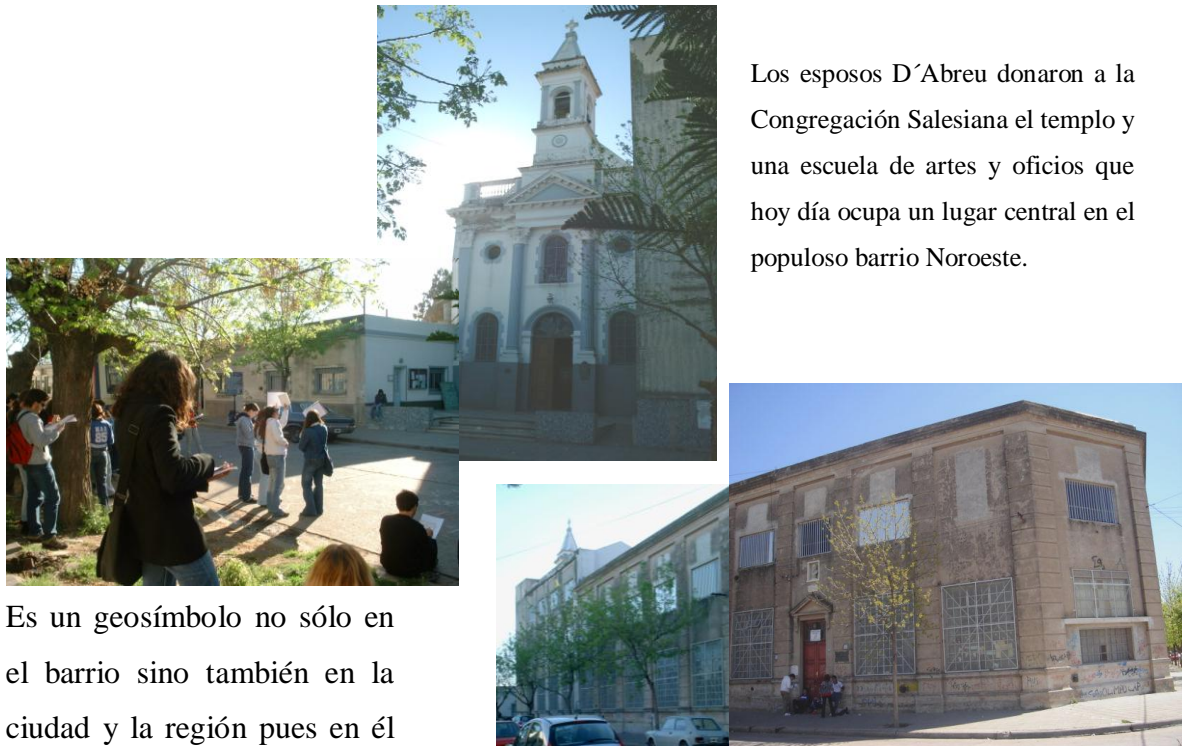 Los esposos D´Abreu donaron a la
Congregación Salesiana el templo y
una escuela de artes y oficios que
hoy día ocupa un lugar central en el
populoso barrio Noroeste.
85
Es un geosímbolo no sólo en
el barrio sino también en la
ciudad y la región pues en él